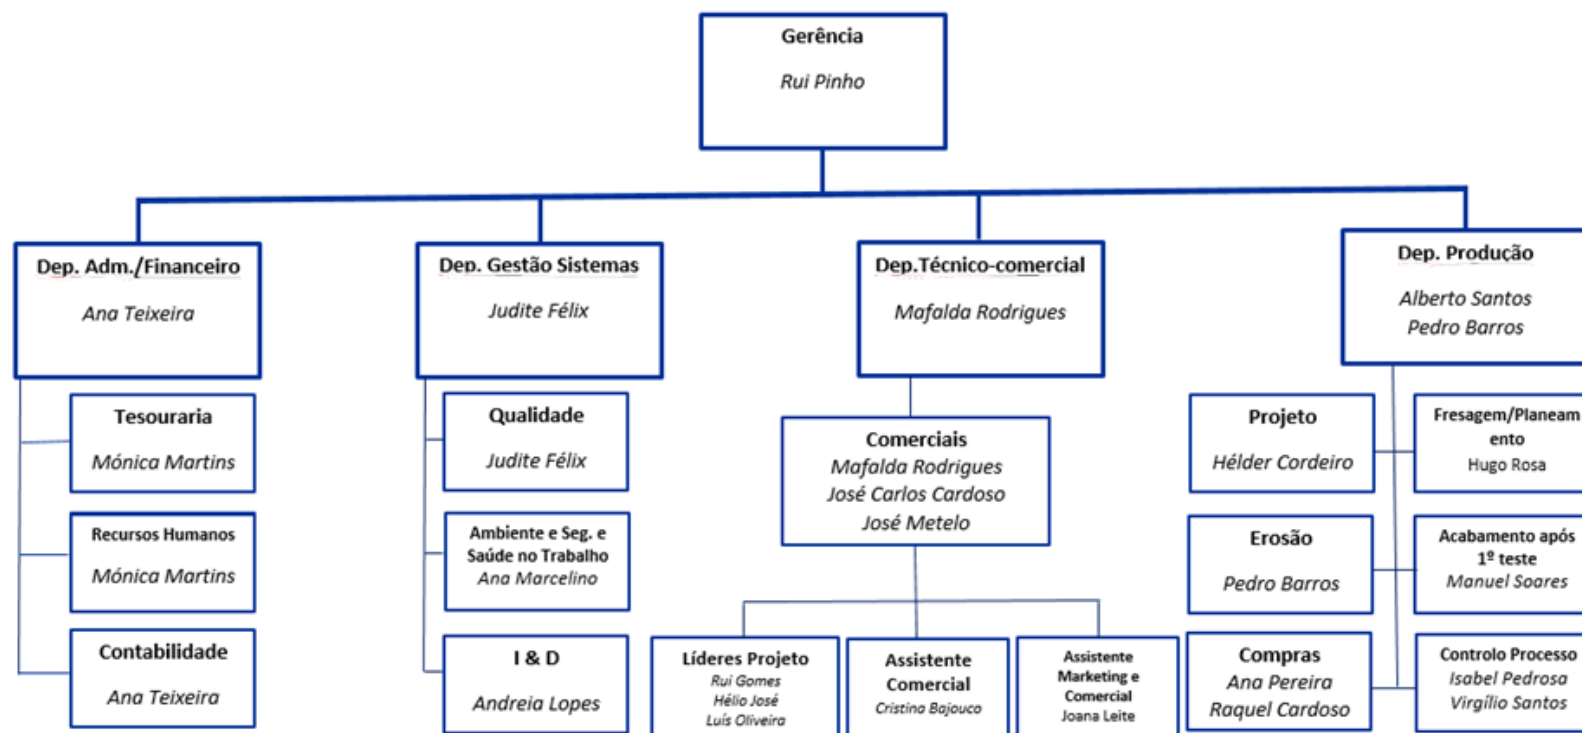 Gerência
Rui Pinho
Dep. Adm./Financeiro
Ana Teixeira
Dep. Gestão Sistemas
Judite Félix
Dep.Técnico-comercial
Mafalda Rodrigues
Dep. Produção
Alberto Santos
Pedro Barros
Tesouraria
Mónica Martins
Recursos Humanos
Mónica Martins
Contabilidade
Ana Teixeira
Qualidade
Judite Félix
Ambiente e Seg. e
Saúde no Trabalho
Ana Marcelino
I & D
Andreia Lopes
Comerciais
Mafalda Rodrigues
José Carlos Cardoso
José Metelo
Líderes Projeto
Rui Gomes
Hélio José
Luís Oliveira
Assistente
Comercial
Cristina Bajouco
Assistente
Marketing e
Comercial
Joana Leite
Projeto
Hélder Cordeiro
Fresagem/Planeam
ento
Hugo Rosa
Erosão
Pedro Barros
Acabamento após
1º teste
Manuel Soares
Compras
Ana Pereira
Raquel Cardoso
Controlo Processo
Isabel Pedrosa
Virgílio Santos